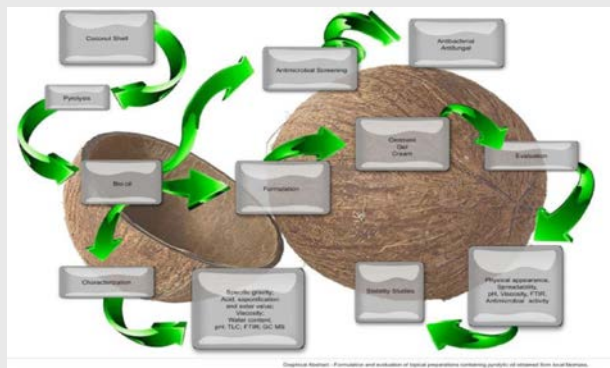 Coconut Shell
Pyrolysis
Bio oil
Antimicrobial Screening
Antibacterial
Antifungal
Formulation
Ointment
Gel
Cream
Evaluation
Characterization
Specific gravity;
Acid, saponification
and ester value;
Viscosity;
Water content,
pH; TLC; FTIR; GC MS
Stability Studies
Physical appearance,
Spreadability,
pH, Viscosity, FTIR,
Antimicrobial activity
Graphical Abstract - Formulation and evaluation of topical preparations containing pyrolytic oil obtained from local biomass.